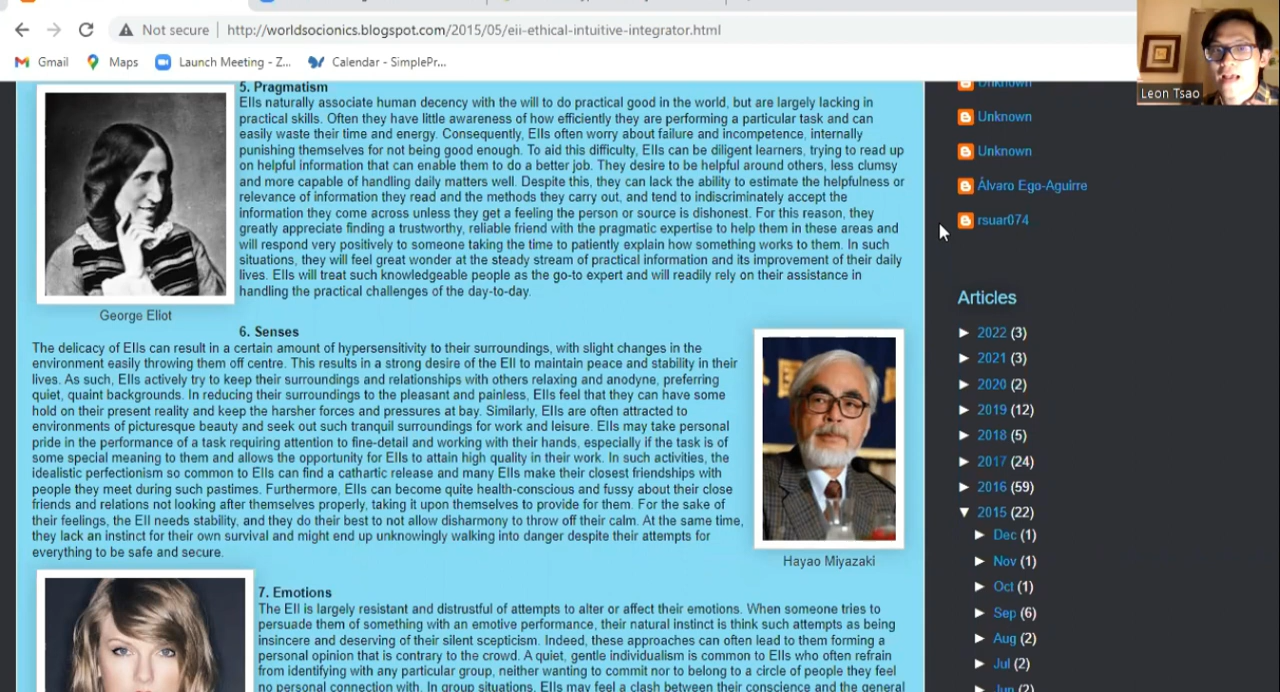 Not secure
http://worldsocionics.blogspot.com/2015/05/eii-ethical-intuitive-integrator.html
Gmail
Maps
Launch Meeting - Z...
Calendar - SimplePr...
Leon Tsao
5. Pragmatism
EIIs naturally associate human decency with the will to do practical good in the world, but are largely lacking in
practical skills. Often they have little awareness of how efficiently they are performing a particular task and can
easily waste their time and energy. Consequently, EIIs often worry about failure and incompetence, internally
punishing themselves for not being good enough. To aid this difficulty, EIIs can be diligent learners, trying to read up
on helpful information that can enable them to do a better job. They desire to be helpful around others, less clumsy
and more capable of handling daily matters well. Despite this, they can lack the ability to estimate the helpfulness or
relevance of information they read and the methods they carry out, and tend to indiscriminately accept the
information they come across unless they get a feeling the person or source is dishonest. For this reason, they
greatly appreciate finding a trustworthy, reliable friend with the pragmatic expertise to help them in these areas and
will respond very positively to someone taking the time to patiently explain how something works to them. In such
situations, they will feel great wonder at the steady stream of practical information and its improvement of their daily
lives. EIIs will treat such knowledgeable people as the go-to expert and will readily rely on their assistance in
handling the practical challenges of the day-to-day.
George Eliot
6. Senses
The delicacy of EIIs can result in a certain amount of hypersensitivity to their surroundings, with slight changes in the
environment easily throwing them off centre. This results in a strong desire of the EII to maintain peace and stability in their
lives. As such, EIIs actively try to keep their surroundings and relationships with others relaxing and anodyne, preferring
quiet, quaint backgrounds. In reducing their surroundings to the pleasant and painless, EIIs feel that they can have some
hold on their present reality and keep the harsher forces and pressures at bay. Similarly, EIIs are often attracted to
environments of picturesque beauty and seek out such tranquil surroundings for work and leisure. EIIs may take personal
pride in the performance of a task requiring attention to fine-detail and working with their hands, especially if the task is of
some special meaning to them and allows the opportunity for EIIs to attain high quality in their work. In such activities, the
idealistic perfectionism so common to EIIs can find a cathartic release and many EIIs make their closest friendships with
people they meet during such pastimes. Furthermore, EIIs can become quite health-conscious and fussy about their close
friends and relations not looking after themselves properly, taking it upon themselves to provide for them. For the sake of
their feelings, the EII needs stability, and they do their best to not allow disharmony to throw off their calm. At the same time,
they lack an instinct for their own survival and might end up unknowingly walking into danger despite their attempts for
everything to be safe and secure.
Hayao Miyazaki
7. Emotions
The EII is largely resistant and distrustful of attempts to alter or affect their emotions. When someone tries to
persuade them of something with an emotive performance, their natural instinct is think such attempts as being
insincere and deserving of their silent scepticism. Indeed, these approaches can often lead to them forming a
personal opinion that is contrary to the crowd. A quiet, gentle individualism is common to EIIs who often refrain
from identifying with any particular group, neither wanting to commit nor to belong to a circle of people they feel
no personal connection with. In group situations, EIIs may feel a clash between their conscience and the general
Unknown
Unknown
Unknown
Álvaro Ego-Aguirre
rsuar074
Articles
► 2022 (3)
► 2021 (3)
► 2020 (2)
► 2019 (12)
► 2018 (5)
► 2017 (24)
► 2016 (59)
▼ 2015 (22)
► Dec (1)
► Nov (1)
► Oct (1)
► Sep (6)
► Aug (2)
► Jul (2)
► Jun (2)